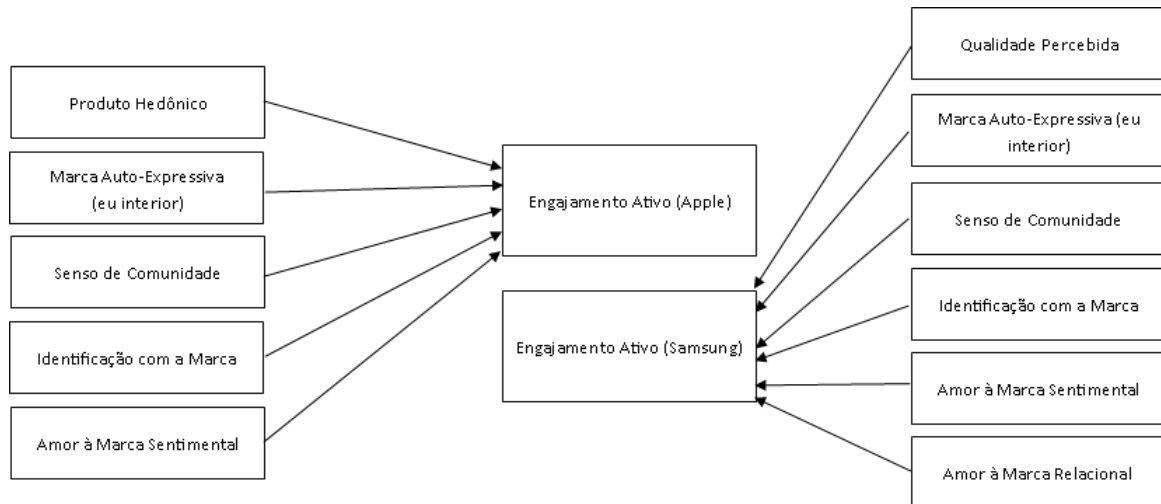 Produto Hedônico
Marca Auto-Expressiva
(eu interior)
Senso de Comunidade
Identificação com a Marca
Amor à Marca Sentimental
Engajamento Ativo (Apple)
Engajamento Ativo (Samsung)
Qualidade Percebida
Marca Auto-Expressiva (eu
interior)
Senso de Comunidade
Identificação com a Marca
Amor à Marca Sentimental
Amor à Marca Relacional